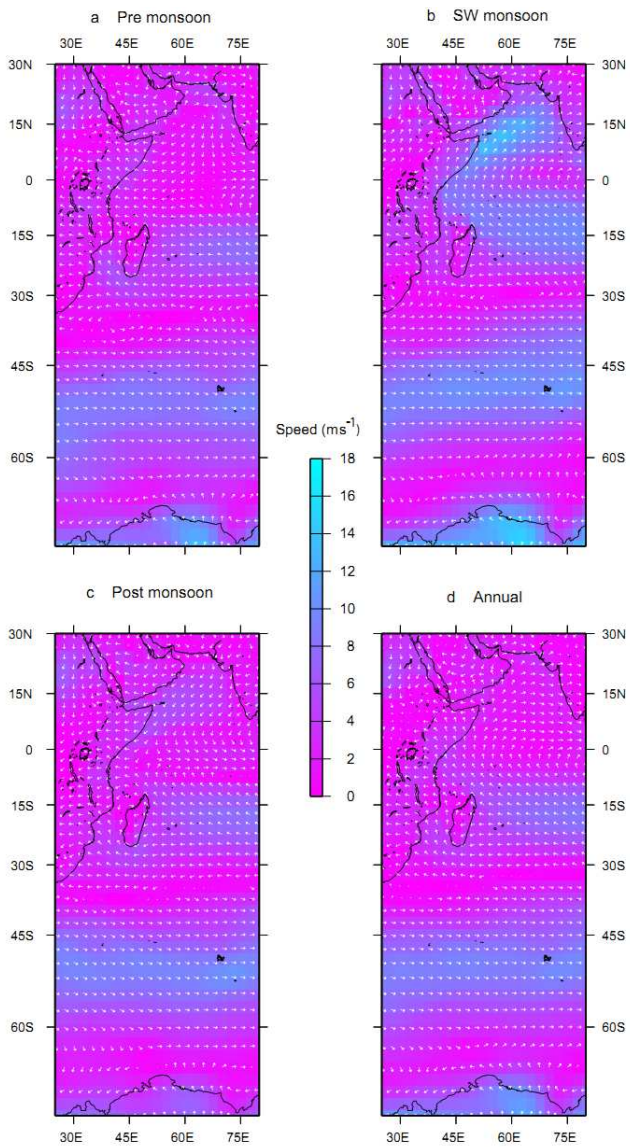 a Pre monsoon
b SW monsoon
30E 45E 60E 75E
30E 45E 60E 75E
30N
30N
15N
15N
0
0
15S
15S
30S
30S
45S
45S
60S
60S
Speed (ms⁻¹)
18
16
14
12
10
8
6
4
2
0
c Post monsoon
d Annual
30N
30N
15N
15N
0
0
15S
15S
30S
30S
45S
45S
60S
60S
30E 45E 60E 75E
30E 45E 60E 75E